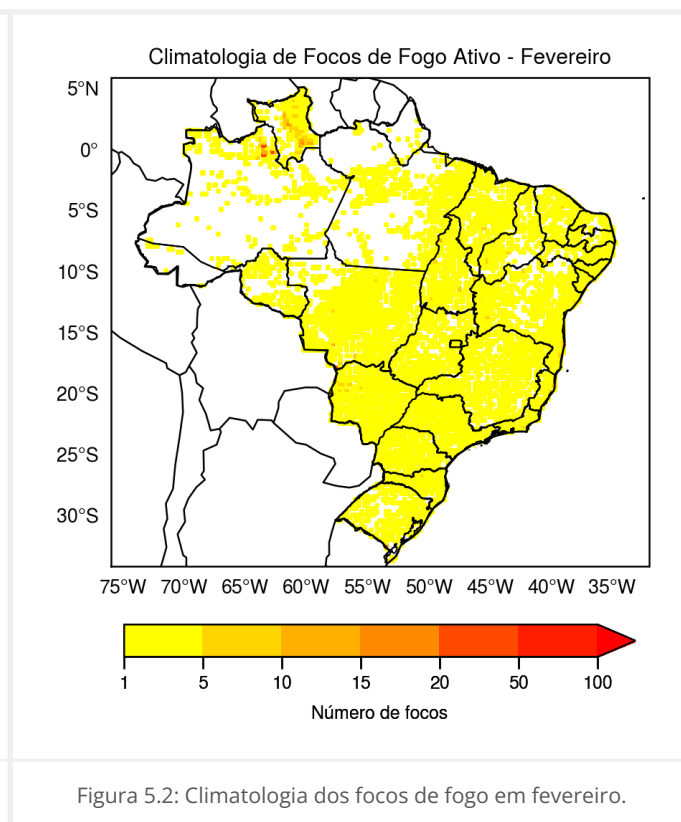 Climatologia de Focos de Fogo Ativo - Fevereiro
5°N
0°
5°S
10°S
15°S
20°S
25°S
30°S
75°W 70°W 65°W 60°W 55°W 50°W 45°W 40°W 35°W
1 5 10 15 20 50 100
Número de focos
Figura 5.2: Climatologia dos focos de fogo em fevereiro.